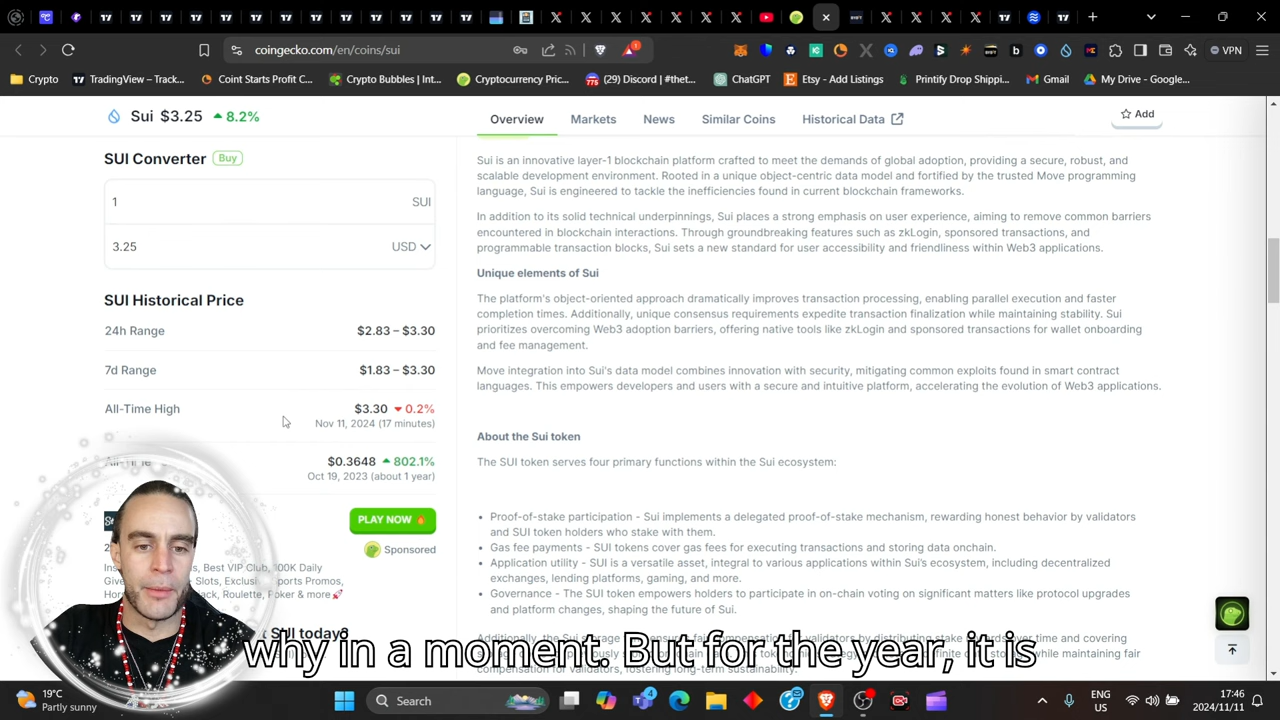 coingecko.com/en/coins/sui
1
VPN
Crypto
TradingView – Track...
Coint Starts Profit C...
Crypto Bubbles | Int...
Cryptocurrency Pric...
(29) Discord | #thet...
ChatGPT
Etsy - Add Listings
Printify Drop Shippi...
Gmail
My Drive - Google...
Sui $3.25 8.2%
Overview
Markets
News
Similar Coins
Historical Data
Add
SUI Converter Buy
1 SUI
3.25 USD
SUI Historical Price
24h Range $2.83 – $3.30
7d Range $1.83 – $3.30
All-Time High $3.30 0.2%
Nov 11, 2024 (17 minutes)
$0.3648 802.1%
Oct 19, 2023 (about 1 year)
PLAY NOW
Sponsored
Sui is an innovative layer-1 blockchain platform crafted to meet the demands of global adoption, providing a secure, robust, and
scalable development environment. Rooted in a unique object-centric data model and fortified by the trusted Move programming
language, Sui is engineered to tackle the inefficiencies found in current blockchain frameworks.
In addition to its solid technical underpinnings, Sui places a strong emphasis on user experience, aiming to remove common barriers
encountered in blockchain interactions. Through groundbreaking features such as zkLogin, sponsored transactions, and
programmable transaction blocks, Sui sets a new standard for user accessibility and friendliness within Web3 applications.
Unique elements of Sui
The platform's object-oriented approach dramatically improves transaction processing, enabling parallel execution and faster
completion times. Additionally, unique consensus requirements expedite transaction finalization while maintaining stability. Sui
prioritizes overcoming Web3 adoption barriers, offering native tools like zkLogin and sponsored transactions for wallet onboarding
and fee management.
Move integration into Sui's data model combines innovation with security, mitigating common exploits found in smart contract
languages. This empowers developers and users with a secure and intuitive platform, accelerating the evolution of Web3 applications.
About the Sui token
The SUI token serves four primary functions within the Sui ecosystem:
• Proof-of-stake participation - Sui implements a delegated proof-of-stake mechanism, rewarding honest behavior by validators
and SUI token holders who stake with them.
• Gas fee payments - SUI tokens cover gas fees for executing transactions and storing data onchain.
• Application utility - SUI is a versatile asset, integral to various applications within Sui's ecosystem, including decentralized
exchanges, lending platforms, gaming, and more.
• Governance - The SUI token empowers holders to participate in on-chain voting on significant matters like protocol upgrades
and platform changes, shaping the future of Sui.
why in a moment. But for the year, it is
19°C
Partly sunny
Search
ENG
US
17:46
2024/11/11